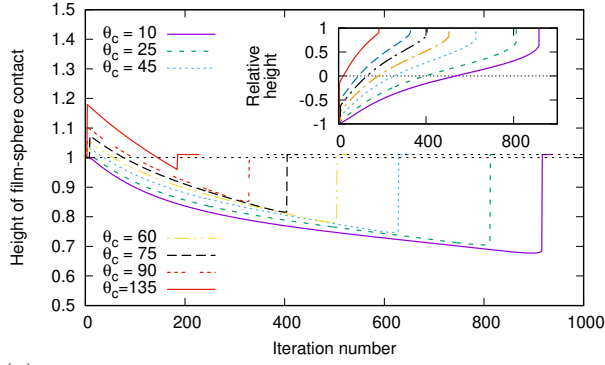 Height of film-sphere contact
1.5
1.4
1.3
1.2
1.1
1
0.9
0.8
0.7
0.6
0.5
θc = 10
θc = 25
θc = 45
θc = 60
θc = 75
θc = 90
θc=135
Relative
height
1
0.5
0
-0.5
-1
0 400 800
0 200 400 600 800 1000
Iteration number